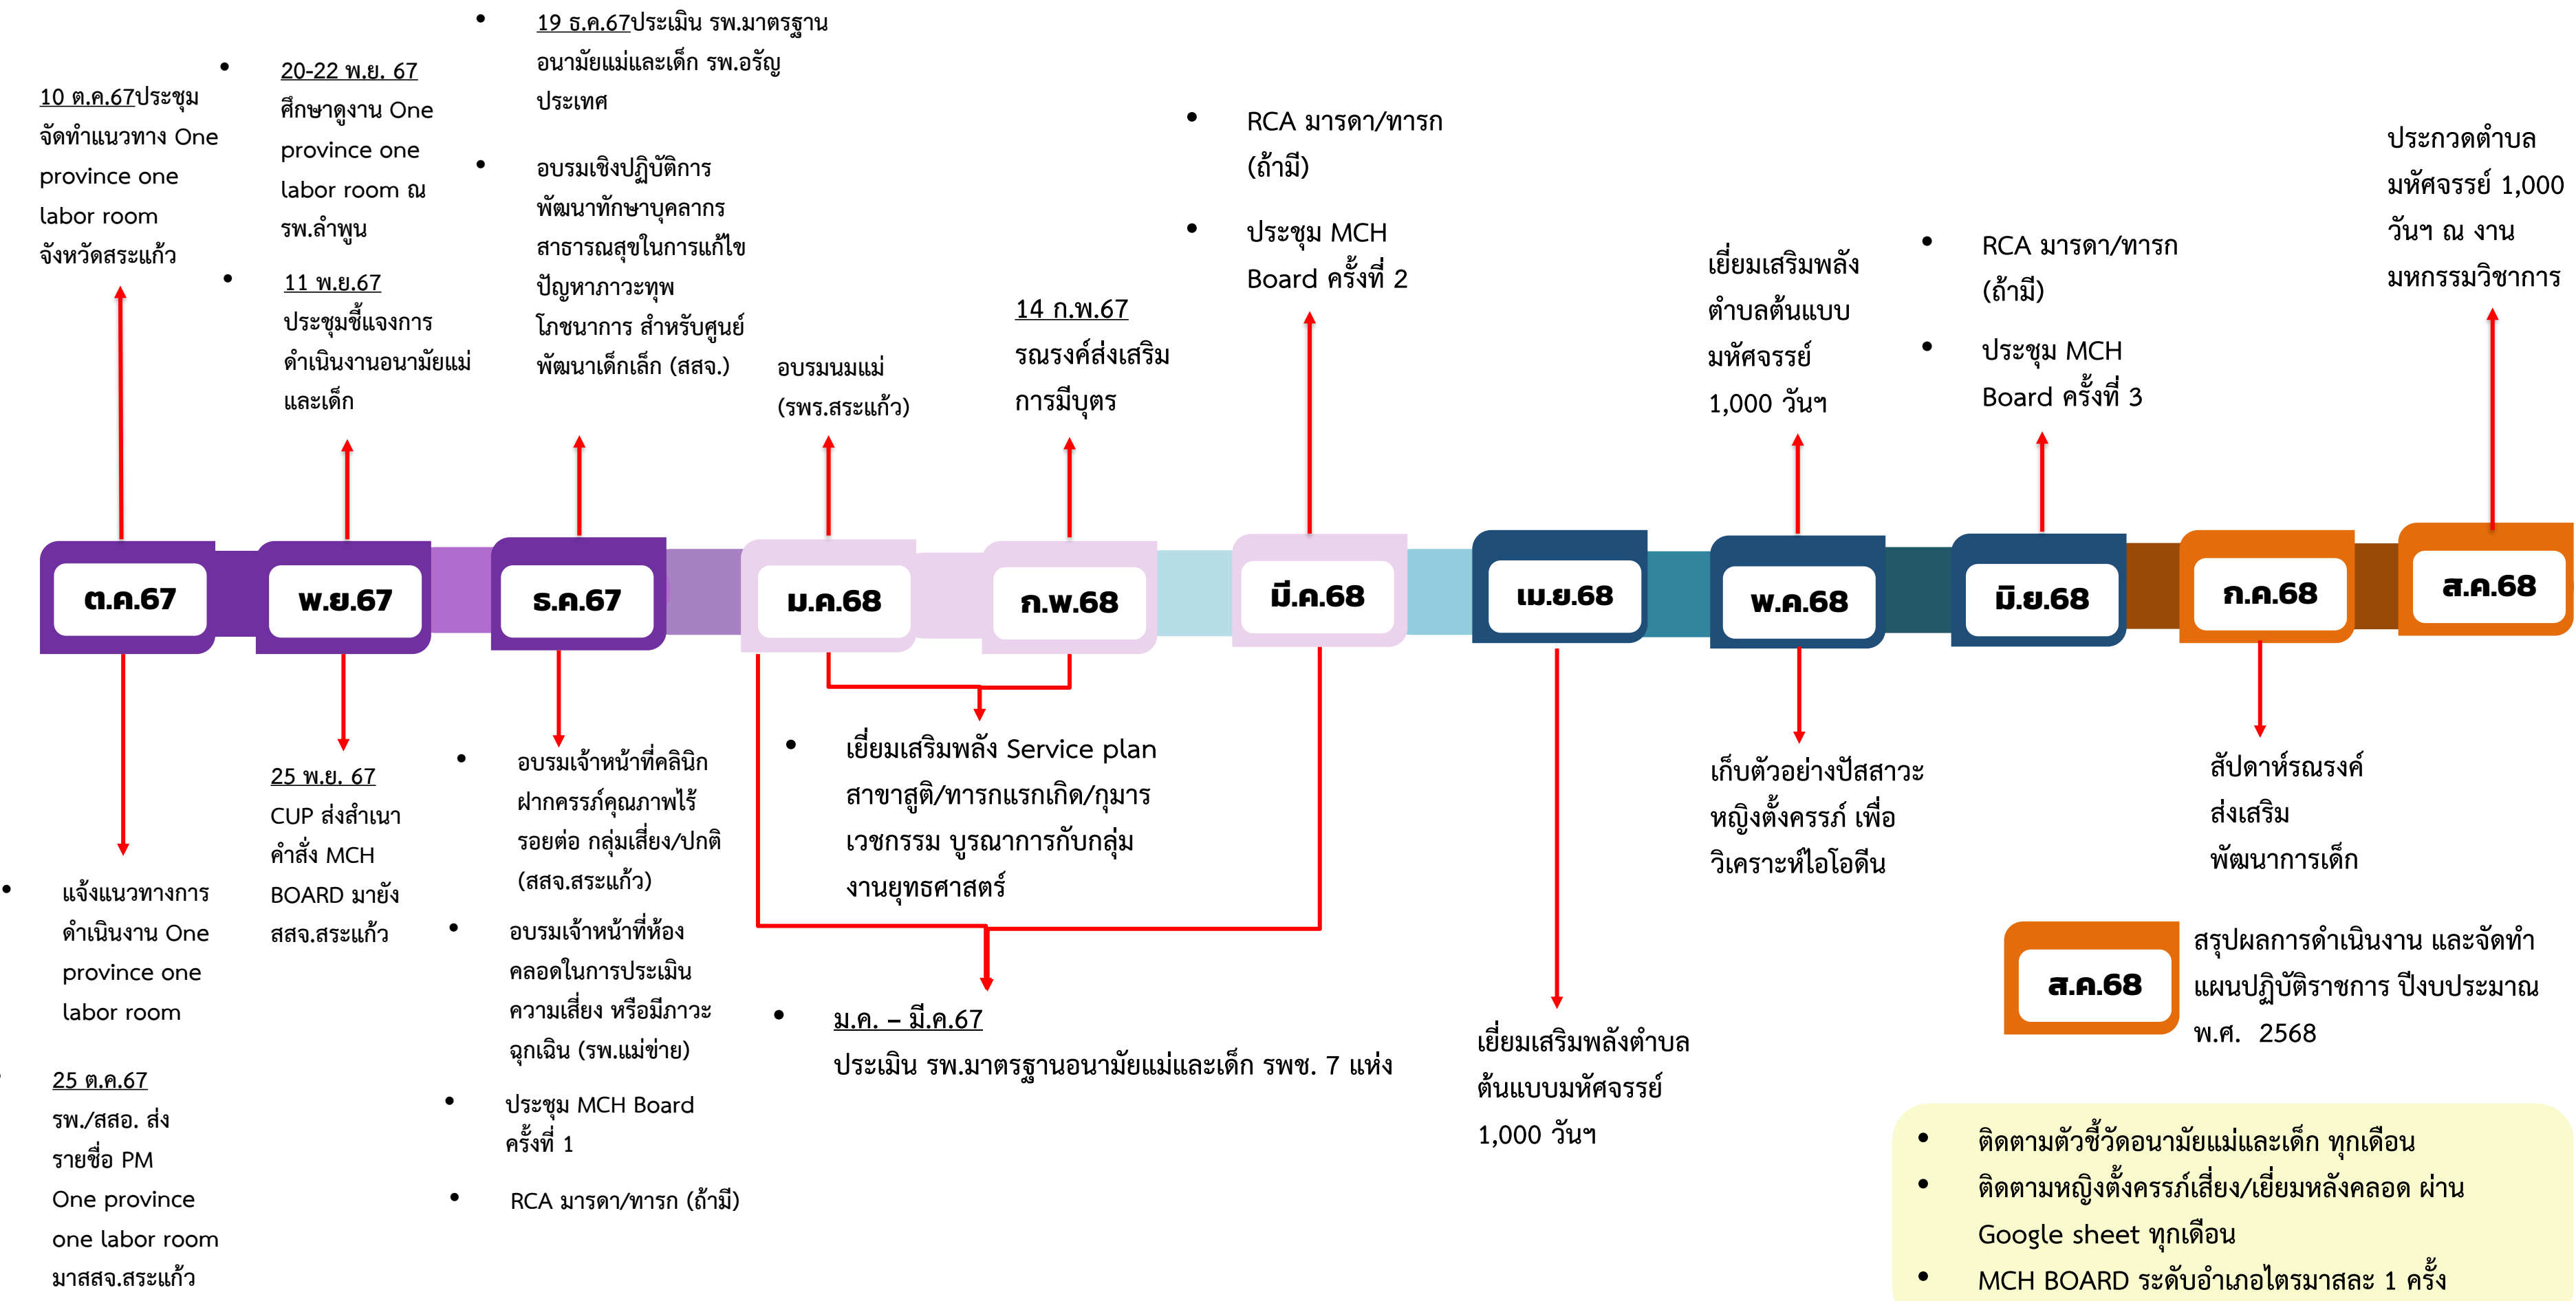 10 ต.ค.67ประชุม
จัดทำแนวทาง One
province one
labor room
จังหวัดสระแก้ว
• 20-22 พ.ย. 67
ศึกษาดูงาน One
province one
labor room ณ
รพ.ลำพูน
• 11 พ.ย.67
ประชุมชี้แจงการ
ดำเนินงานอนามัยแม่
และเด็ก
• 19 ธ.ค.67ประเมิน รพ.มาตรฐาน
อนามัยแม่และเด็ก รพ.อรัญ
ประเทศ
• อบรมเชิงปฏิบัติการ
พัฒนาทักษาบุคลากร
สาธารณสุขในการแก้ไข
ปัญหาภาวะทุพ
โภชนาการ สำหรับศูนย์
พัฒนาเด็กเล็ก (สสจ.)
อบรมนมแม่
(รพร.สระแก้ว)
14 ก.พ.67
รณรงค์ส่งเสริม
การมีบุตร
• RCA มารดา/ทารก
(ถ้ามี)
• ประชุม MCH
Board ครั้งที่ 2
เยี่ยมเสริมพลัง
ตำบลต้นแบบ
มหัศจรรย์
1,000 วันฯ
• RCA มารดา/ทารก
(ถ้ามี)
• ประชุม MCH
Board ครั้งที่ 3
ประกวดตำบล
มหัศจรรย์ 1,000
วันฯ ณ งาน
มหกรรมวิชาการ
ต.ค.67
พ.ย.67
ธ.ค.67
ม.ค.68
ก.พ.68
มี.ค.68
เม.ย.68
พ.ค.68
มิ.ย.68
ก.ค.68
ส.ค.68
• แจ้งแนวทางการ
ดำเนินงาน One
province one
labor room
25 ต.ค.67
รพ./สสอ. ส่ง
รายชื่อ PM
One province
one labor room
มาสสจ.สระแก้ว
25 พ.ย. 67
CUP ส่งสำเนา
คำสั่ง MCH
BOARD มายัง
สสจ.สระแก้ว
• อบรมเจ้าหน้าที่คลินิก
ฝากครรภ์คุณภาพไร้
รอยต่อ กลุ่มเสี่ยง/ปกติ
(สสจ.สระแก้ว)
• อบรมเจ้าหน้าที่ห้อง
คลอดในการประเมิน
ความเสี่ยง หรือมีภาวะ
ฉุกเฉิน (รพ.แม่ข่าย)
• ประชุม MCH Board
ครั้งที่ 1
• RCA มารดา/ทารก (ถ้ามี)
• เยี่ยมเสริมพลัง Service plan
สาขาสูติ/ทารกแรกเกิด/กุมาร
เวชกรรม บูรณาการกับกลุ่ม
งานยุทธศาสตร์
• ม.ค. – มี.ค.67
ประเมิน รพ.มาตรฐานอนามัยแม่และเด็ก รพช. 7 แห่ง
เยี่ยมเสริมพลังตำบล
ต้นแบบมหัศจรรย์
1,000 วันฯ
เก็บตัวอย่างปัสสาวะ
หญิงตั้งครรภ์ เพื่อ
วิเคราะห์ไอโอดีน
สัปดาห์รณรงค์
ส่งเสริม
พัฒนาการเด็ก
ส.ค.68
สรุปผลการดำเนินงาน และจัดทำ
แผนปฏิบัติราชการ ปีงบประมาณ
พ.ศ. 2568
• ติดตามตัวชี้วัดอนามัยแม่และเด็ก ทุกเดือน
• ติดตามหญิงตั้งครรภ์เสี่ยง/เยี่ยมหลังคลอด ผ่าน
Google sheet ทุกเดือน
• MCH BOARD ระดับอำเภอไตรมาสละ 1 ครั้ง